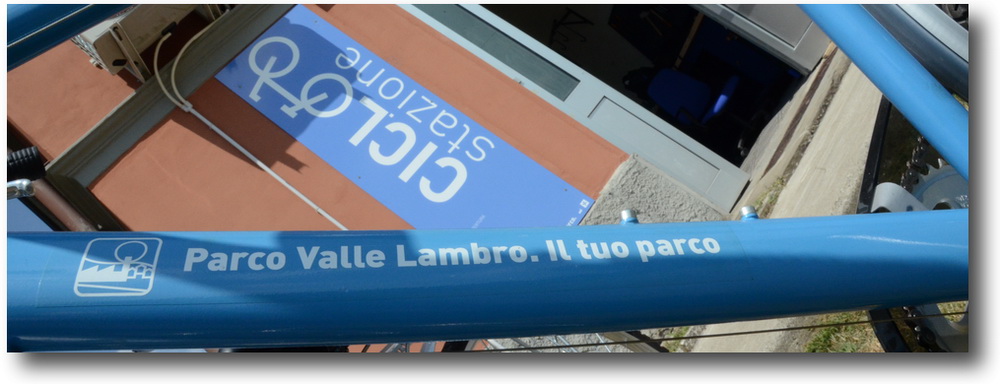 CICLO
stazione
Parco Valle Lambro. Il tuo parco